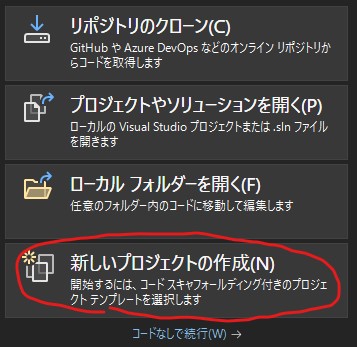 リポジトリのクローン(C)
GitHub や Azure DevOps などのオンライン リポジトリか
らコードを取得します
プロジェクトやソリューションを開く(P)
ローカルの Visual Studio プロジェクトまたは .sln ファイル
を開きます
ローカル フォルダーを開く(F)
任意のフォルダー内のコードに移動して編集します
新しいプロジェクトの作成(N)
開始するには、コード スキャフォールディング付きのプロジェ
クト テンプレートを選択します
コードなしで続行(W) →